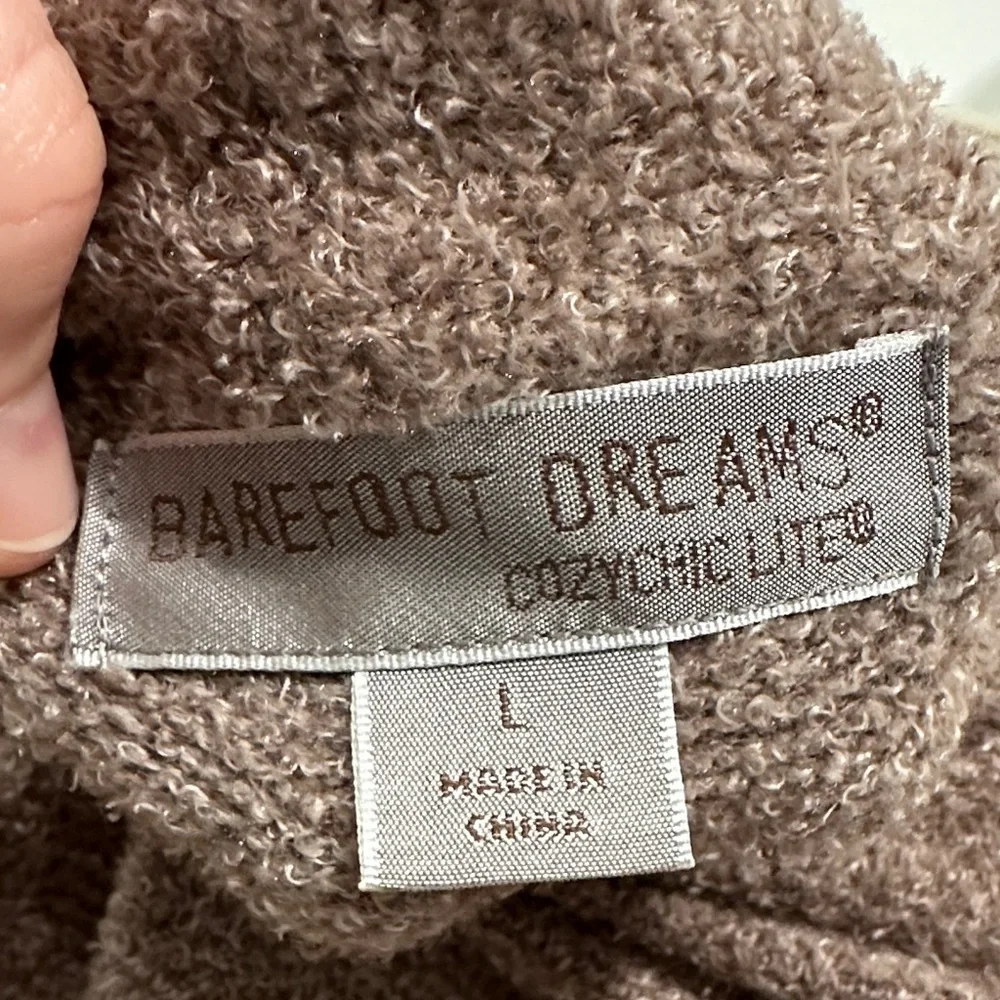 BAREFOOT DREAMS®
COZYCHIC LITE®
L
MADE IN
CHINA